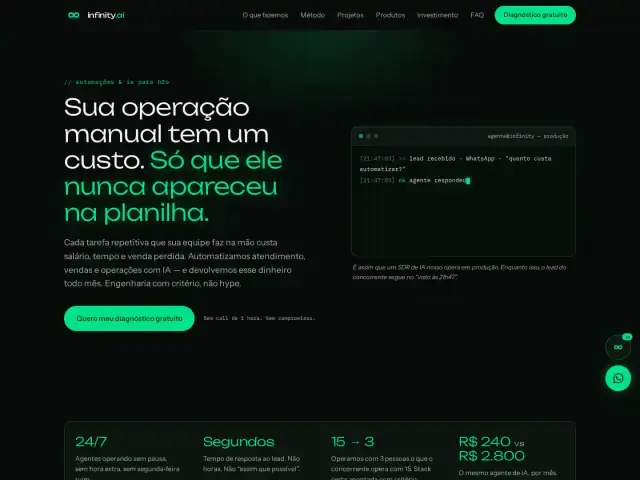 infinity.ai
O que fazemos
Método
Projetos
Produtos
Investimento
FAQ
Diagnóstico gratuito
// automações & ia para b2b
Sua operação
manual tem um
custo. Só que ele
nunca apareceu
na planilha.
Cada tarefa repetitiva que sua equipe faz na mão custa
salário, tempo e venda perdida. Automatizamos atendimento,
vendas e operações com IA — e devolvemos esse dinheiro
todo mês. Engenharia com critério, não hype.
Quero meu diagnóstico gratuito
Sem call de 1 hora. Sem compromisso.
agente@infinity — produção
[21:47:03] >> lead recebido · WhatsApp · "quanto custa
automatizar?"
[21:47:05] ok agente respondeu
É assim que um SDR de IA nosso opera em produção. Enquanto isso, o lead do
concorrente segue no "visto às 21h47".
24/7
Agentes operando sem pausa,
sem hora extra, sem segunda-feira
ruim.
Segundos
Tempo de resposta ao lead. Não
horas. Não "assim que possível".
15 → 3
Operamos com 3 pessoas o que o
concorrente opera com 15. Stack
certa, montada com critério.
R$ 240 vs
R$ 2.800
O mesmo agente de IA, por mês.